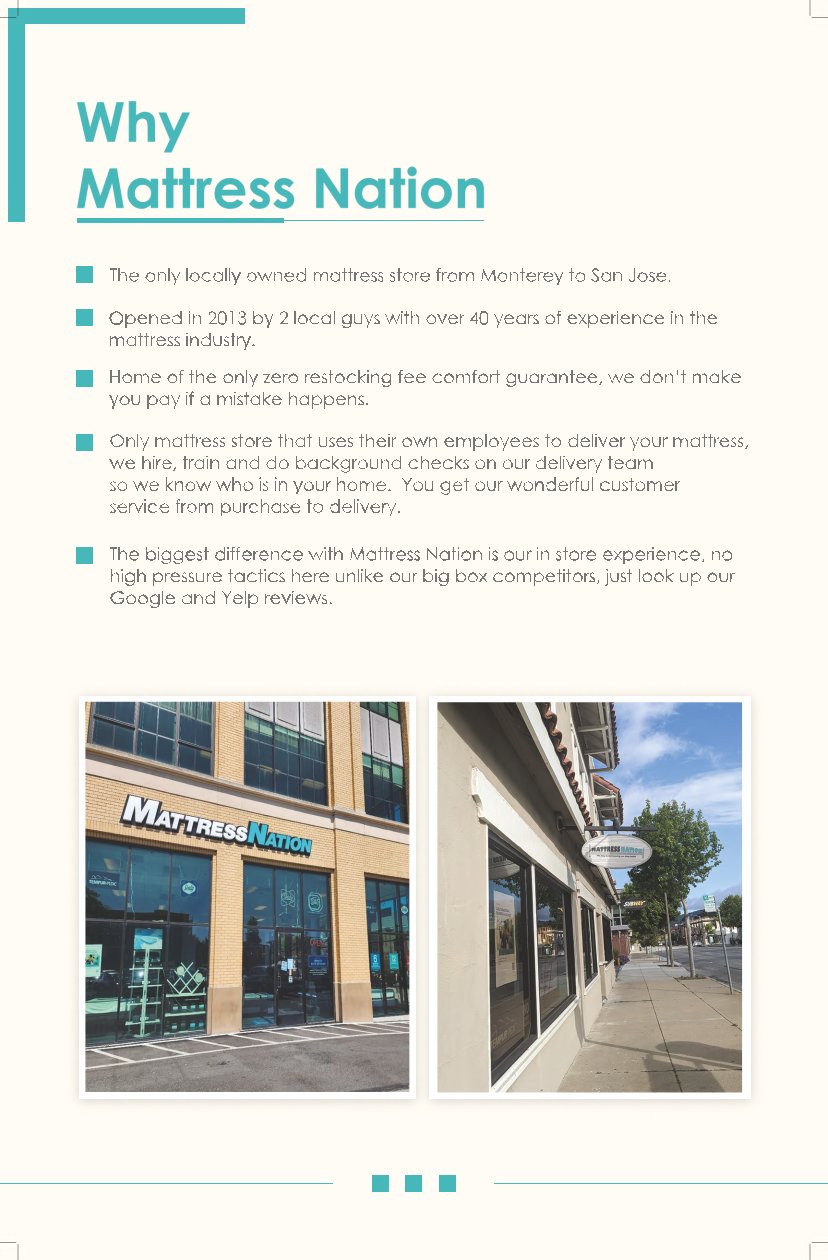 Why
Mattress Nation
The only locally owned mattress store from Monterey to San Jose.
Opened in 2013 by 2 local guys with over 40 years of experience in the
mattress industry.
Home of the only zero restocking fee comfort guarantee, we don't make
you pay if a mistake happens.
Only mattress store that uses their own employees to deliver your mattress,
we hire, train and do background checks on our delivery team
so we know who is in your home.  You get our wonderful customer
service from purchase to delivery.
The biggest difference with Mattress Nation is our in store experience, no
high pressure tactics here unlike our big box competitors, just look up our
Google and Yelp reviews.
MATTRESSNATION
TEMPUR-PEDIC
OPEN
MATTRESSNATION
SUBWAY